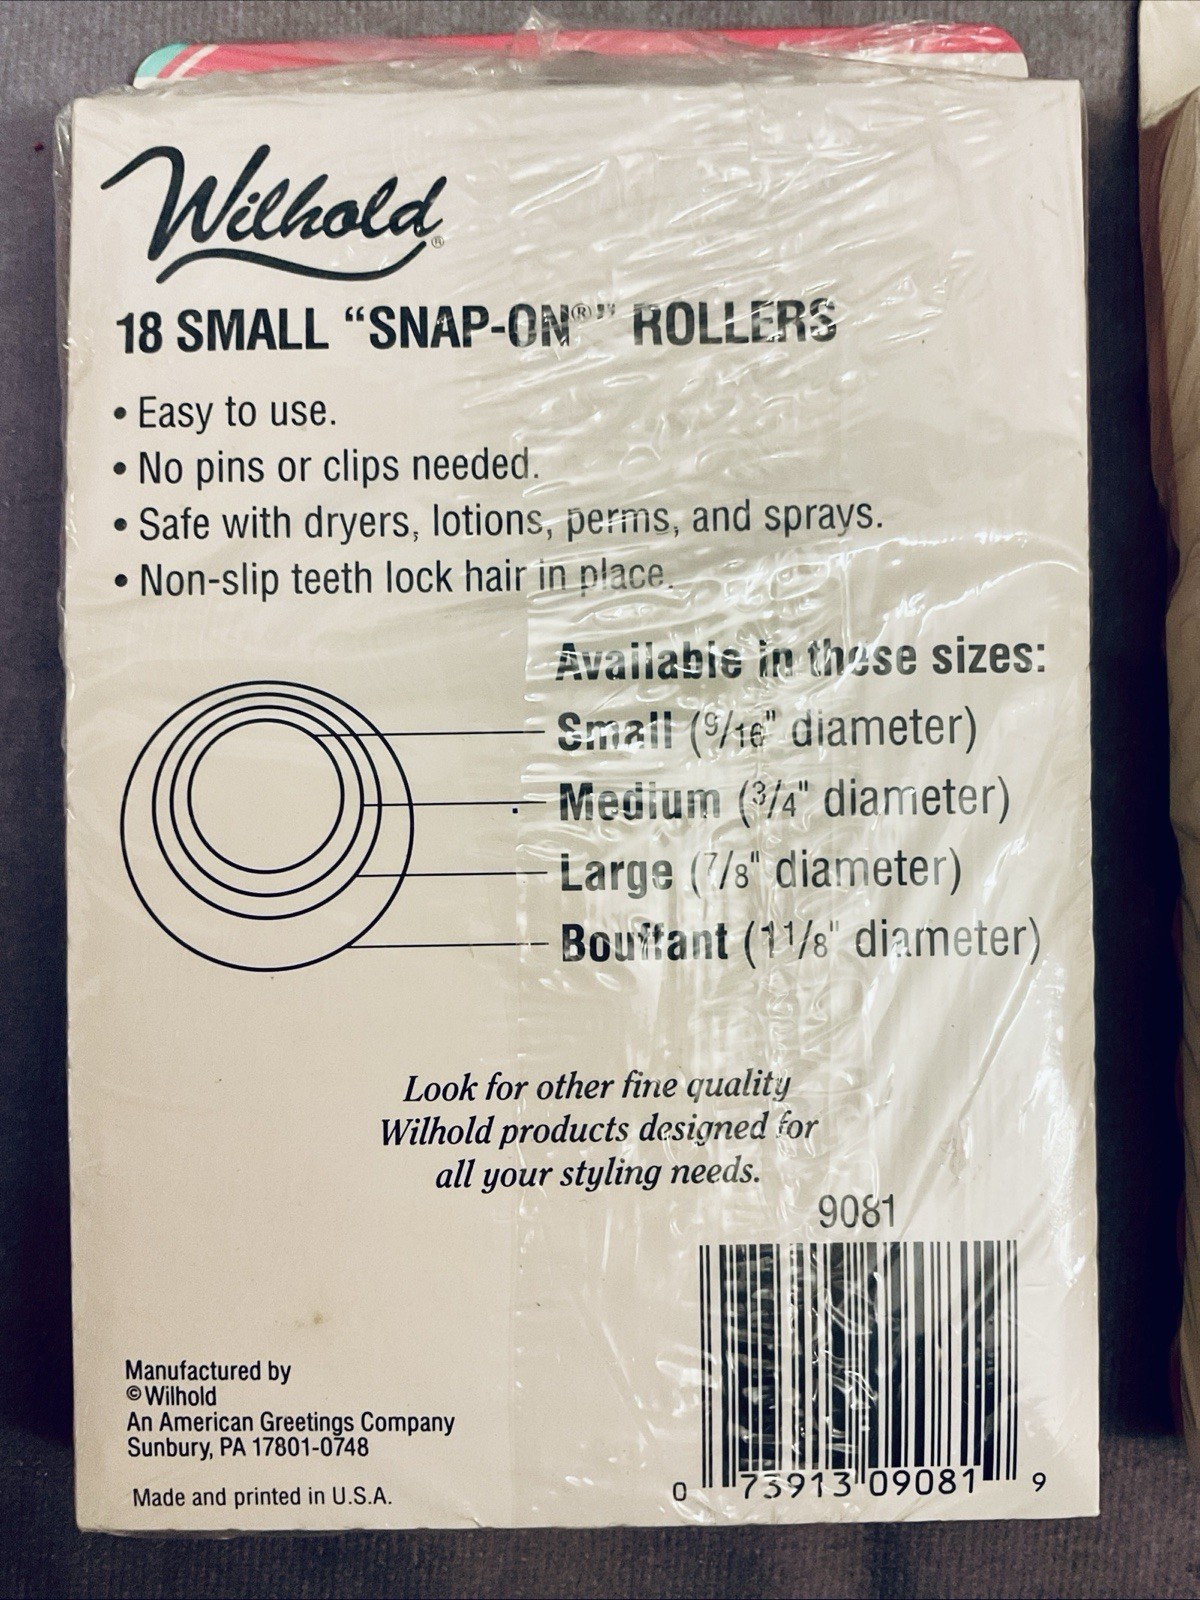 Wilhold®
18 SMALL “SNAP-ON®” ROLLERS
• Easy to use.
• No pins or clips needed.
• Safe with dryers, lotions, perms, and sprays.
• Non-slip teeth lock hair in place.
Available in these sizes:
Small (9/16" diameter)
Medium (3/4" diameter)
Large (7/8" diameter)
Bouffant (1 1/8" diameter)
Look for other fine quality
Wilhold products designed for
all your styling needs.
9081
Manufactured by
© Wilhold
An American Greetings Company
Sunbury, PA 17801-0748
Made and printed in U.S.A.
0 73913 09081 9